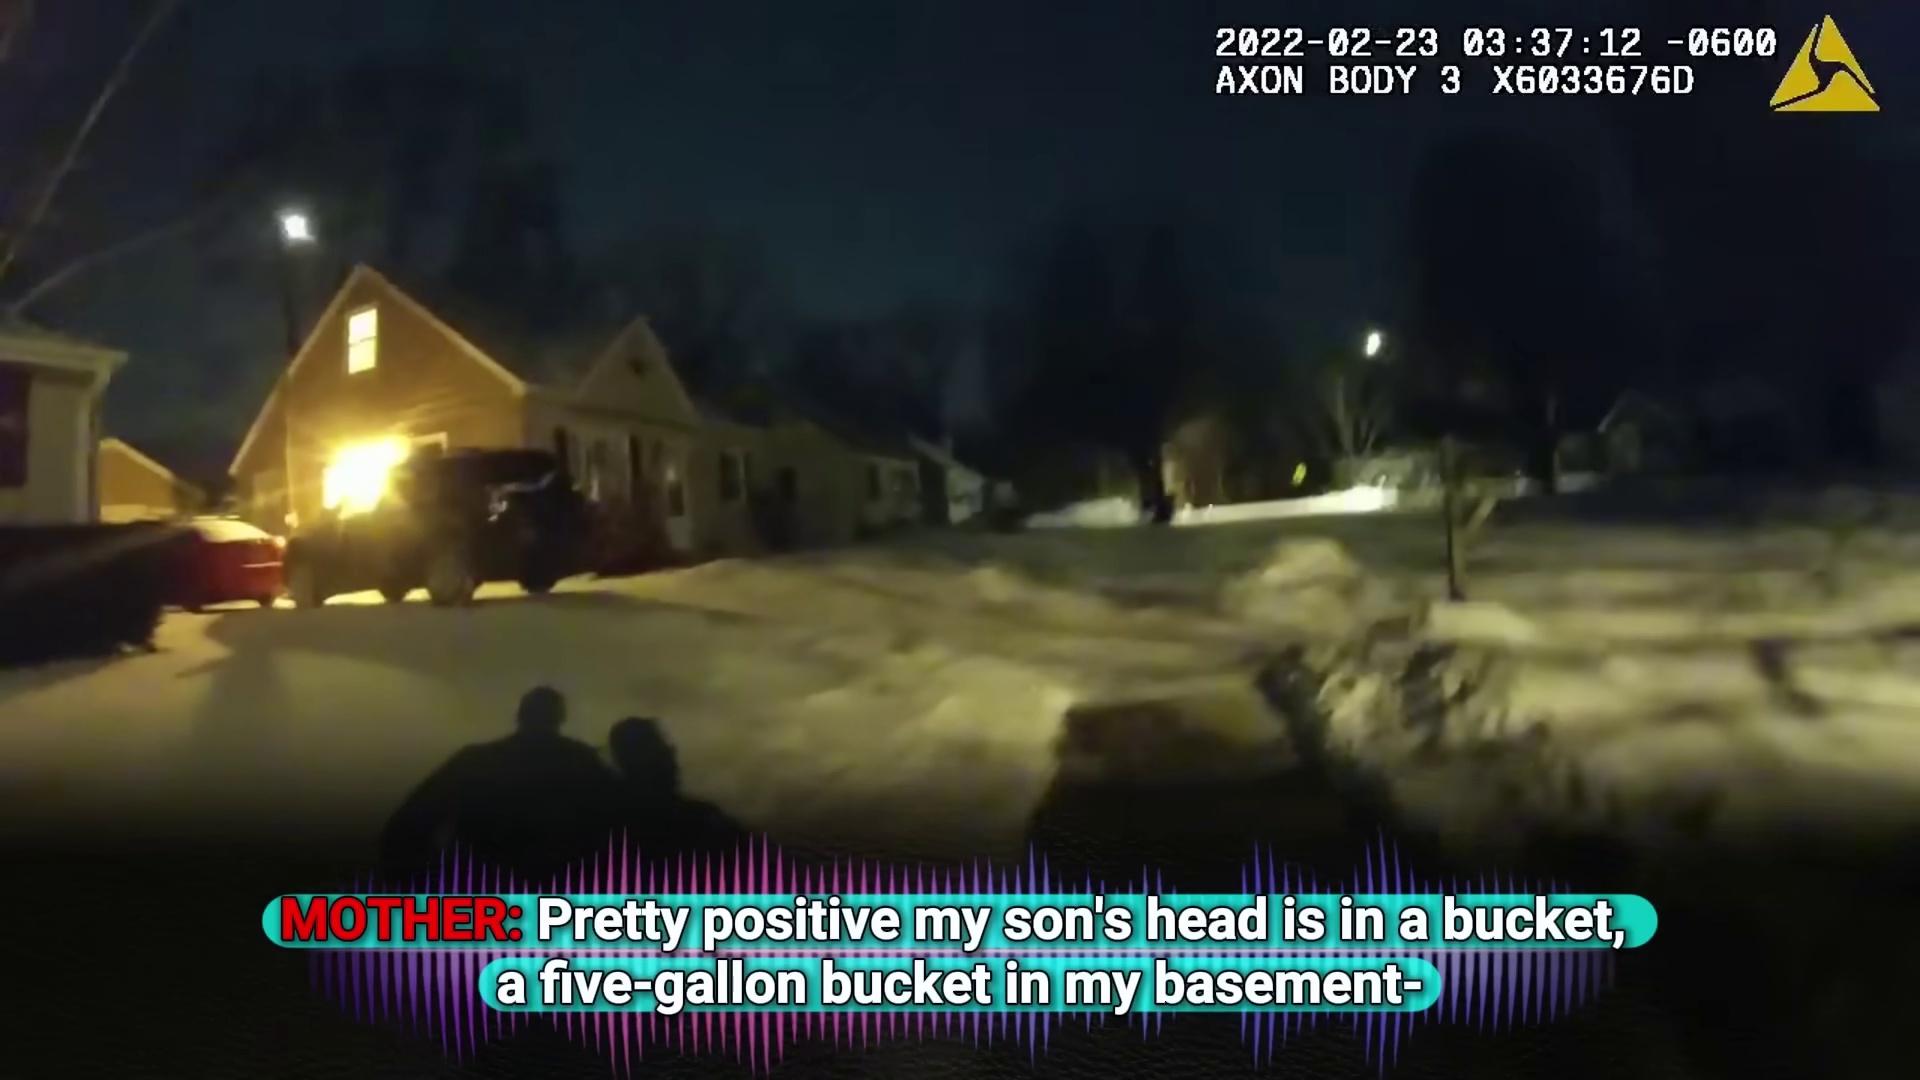 2022-02-23 03:37:12 -0600
AXON BODY 3 X6033676D
MOTHER: Pretty positive my son's head is in a bucket,
a five-gallon bucket in my basement-